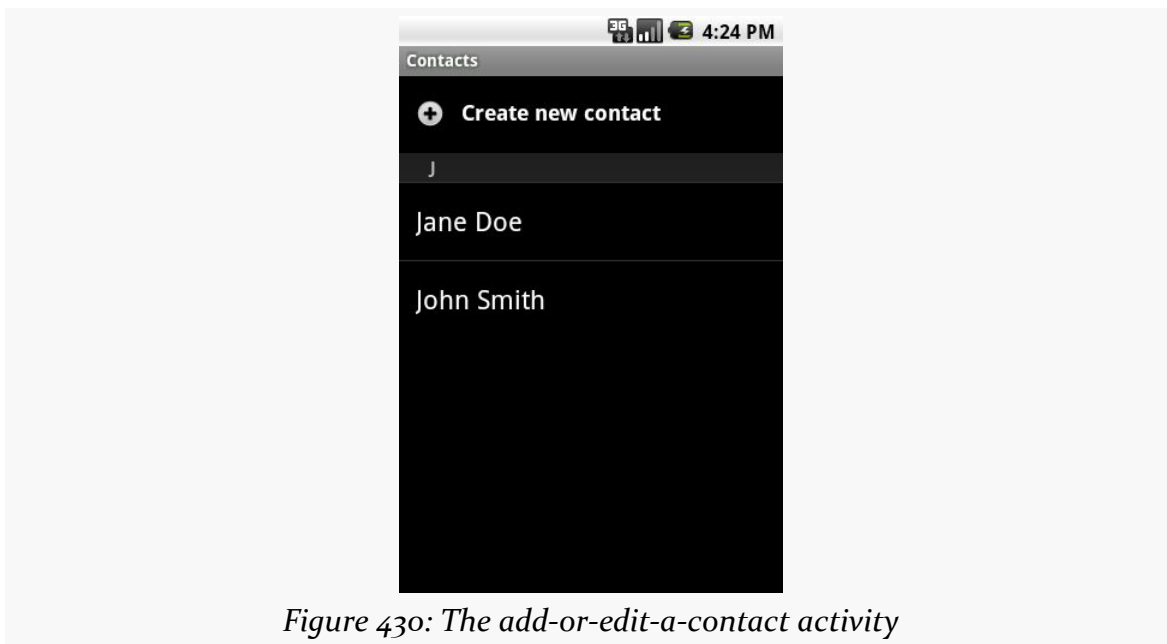 3G 4:24 PM
Contacts
Create new contact
J
Jane Doe
John Smith
Figure 430: The add-or-edit-a-contact activity